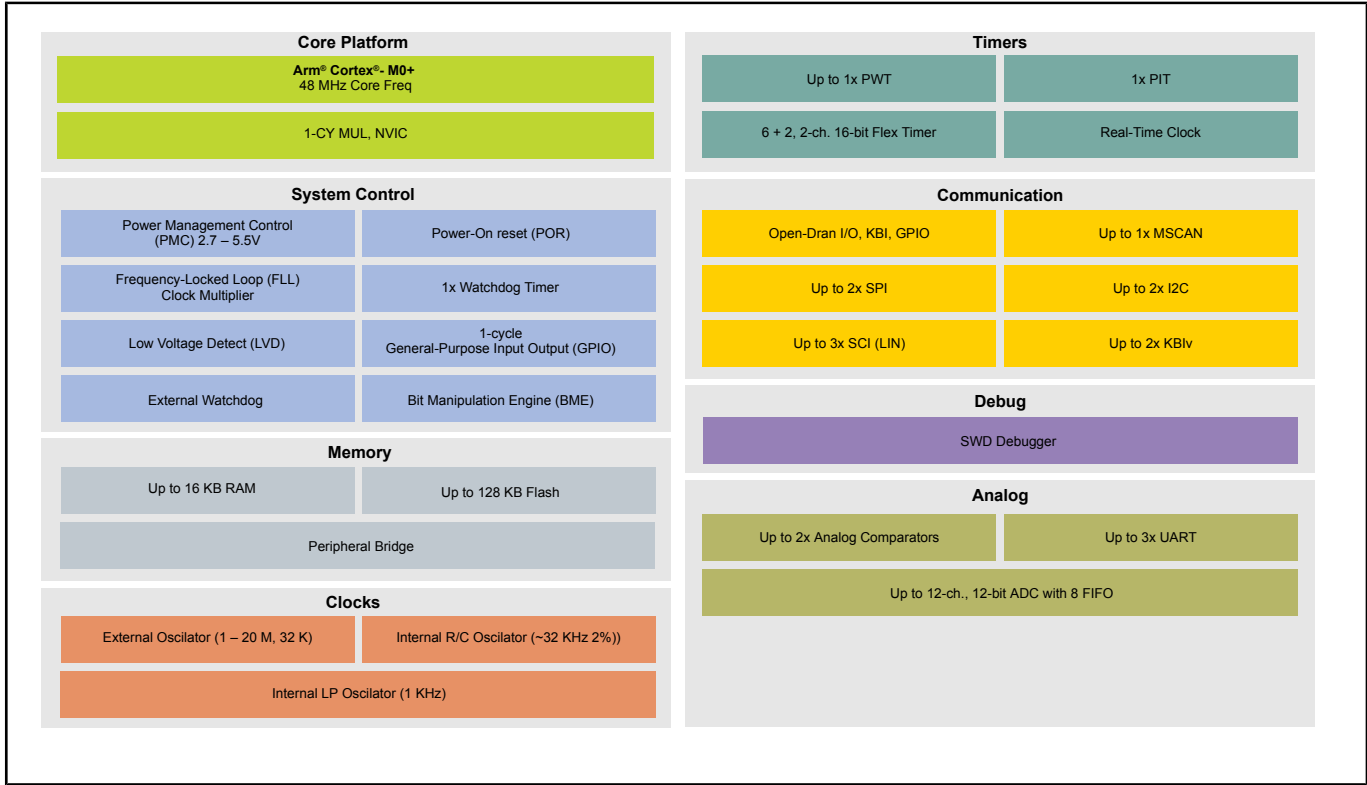 Core Platform
Arm® Cortex®- M0+
48 MHz Core Freq
1-CY MUL, NVIC
System Control
Power Management Control
(PMC) 2.7 – 5.5V
Power-On reset (POR)
Frequency-Locked Loop (FLL)
Clock Multiplier
1x Watchdog Timer
Low Voltage Detect (LVD)
1-cycle
General-Purpose Input Output (GPIO)
External Watchdog
Bit Manipulation Engine (BME)
Memory
Up to 16 KB RAM
Up to 128 KB Flash
Peripheral Bridge
Clocks
External Oscilator (1 – 20 M, 32 K)
Internal R/C Oscilator (~32 KHz 2%))
Internal LP Oscilator (1 KHz)
Timers
Up to 1x PWT
1x PIT
6 + 2, 2-ch. 16-bit Flex Timer
Real-Time Clock
Communication
Open-Dran I/O, KBI, GPIO
Up to 1x MSCAN
Up to 2x SPI
Up to 2x I2C
Up to 3x SCI (LIN)
Up to 2x KBIv
Debug
SWD Debugger
Analog
Up to 2x Analog Comparators
Up to 3x UART
Up to 12-ch., 12-bit ADC with 8 FIFO